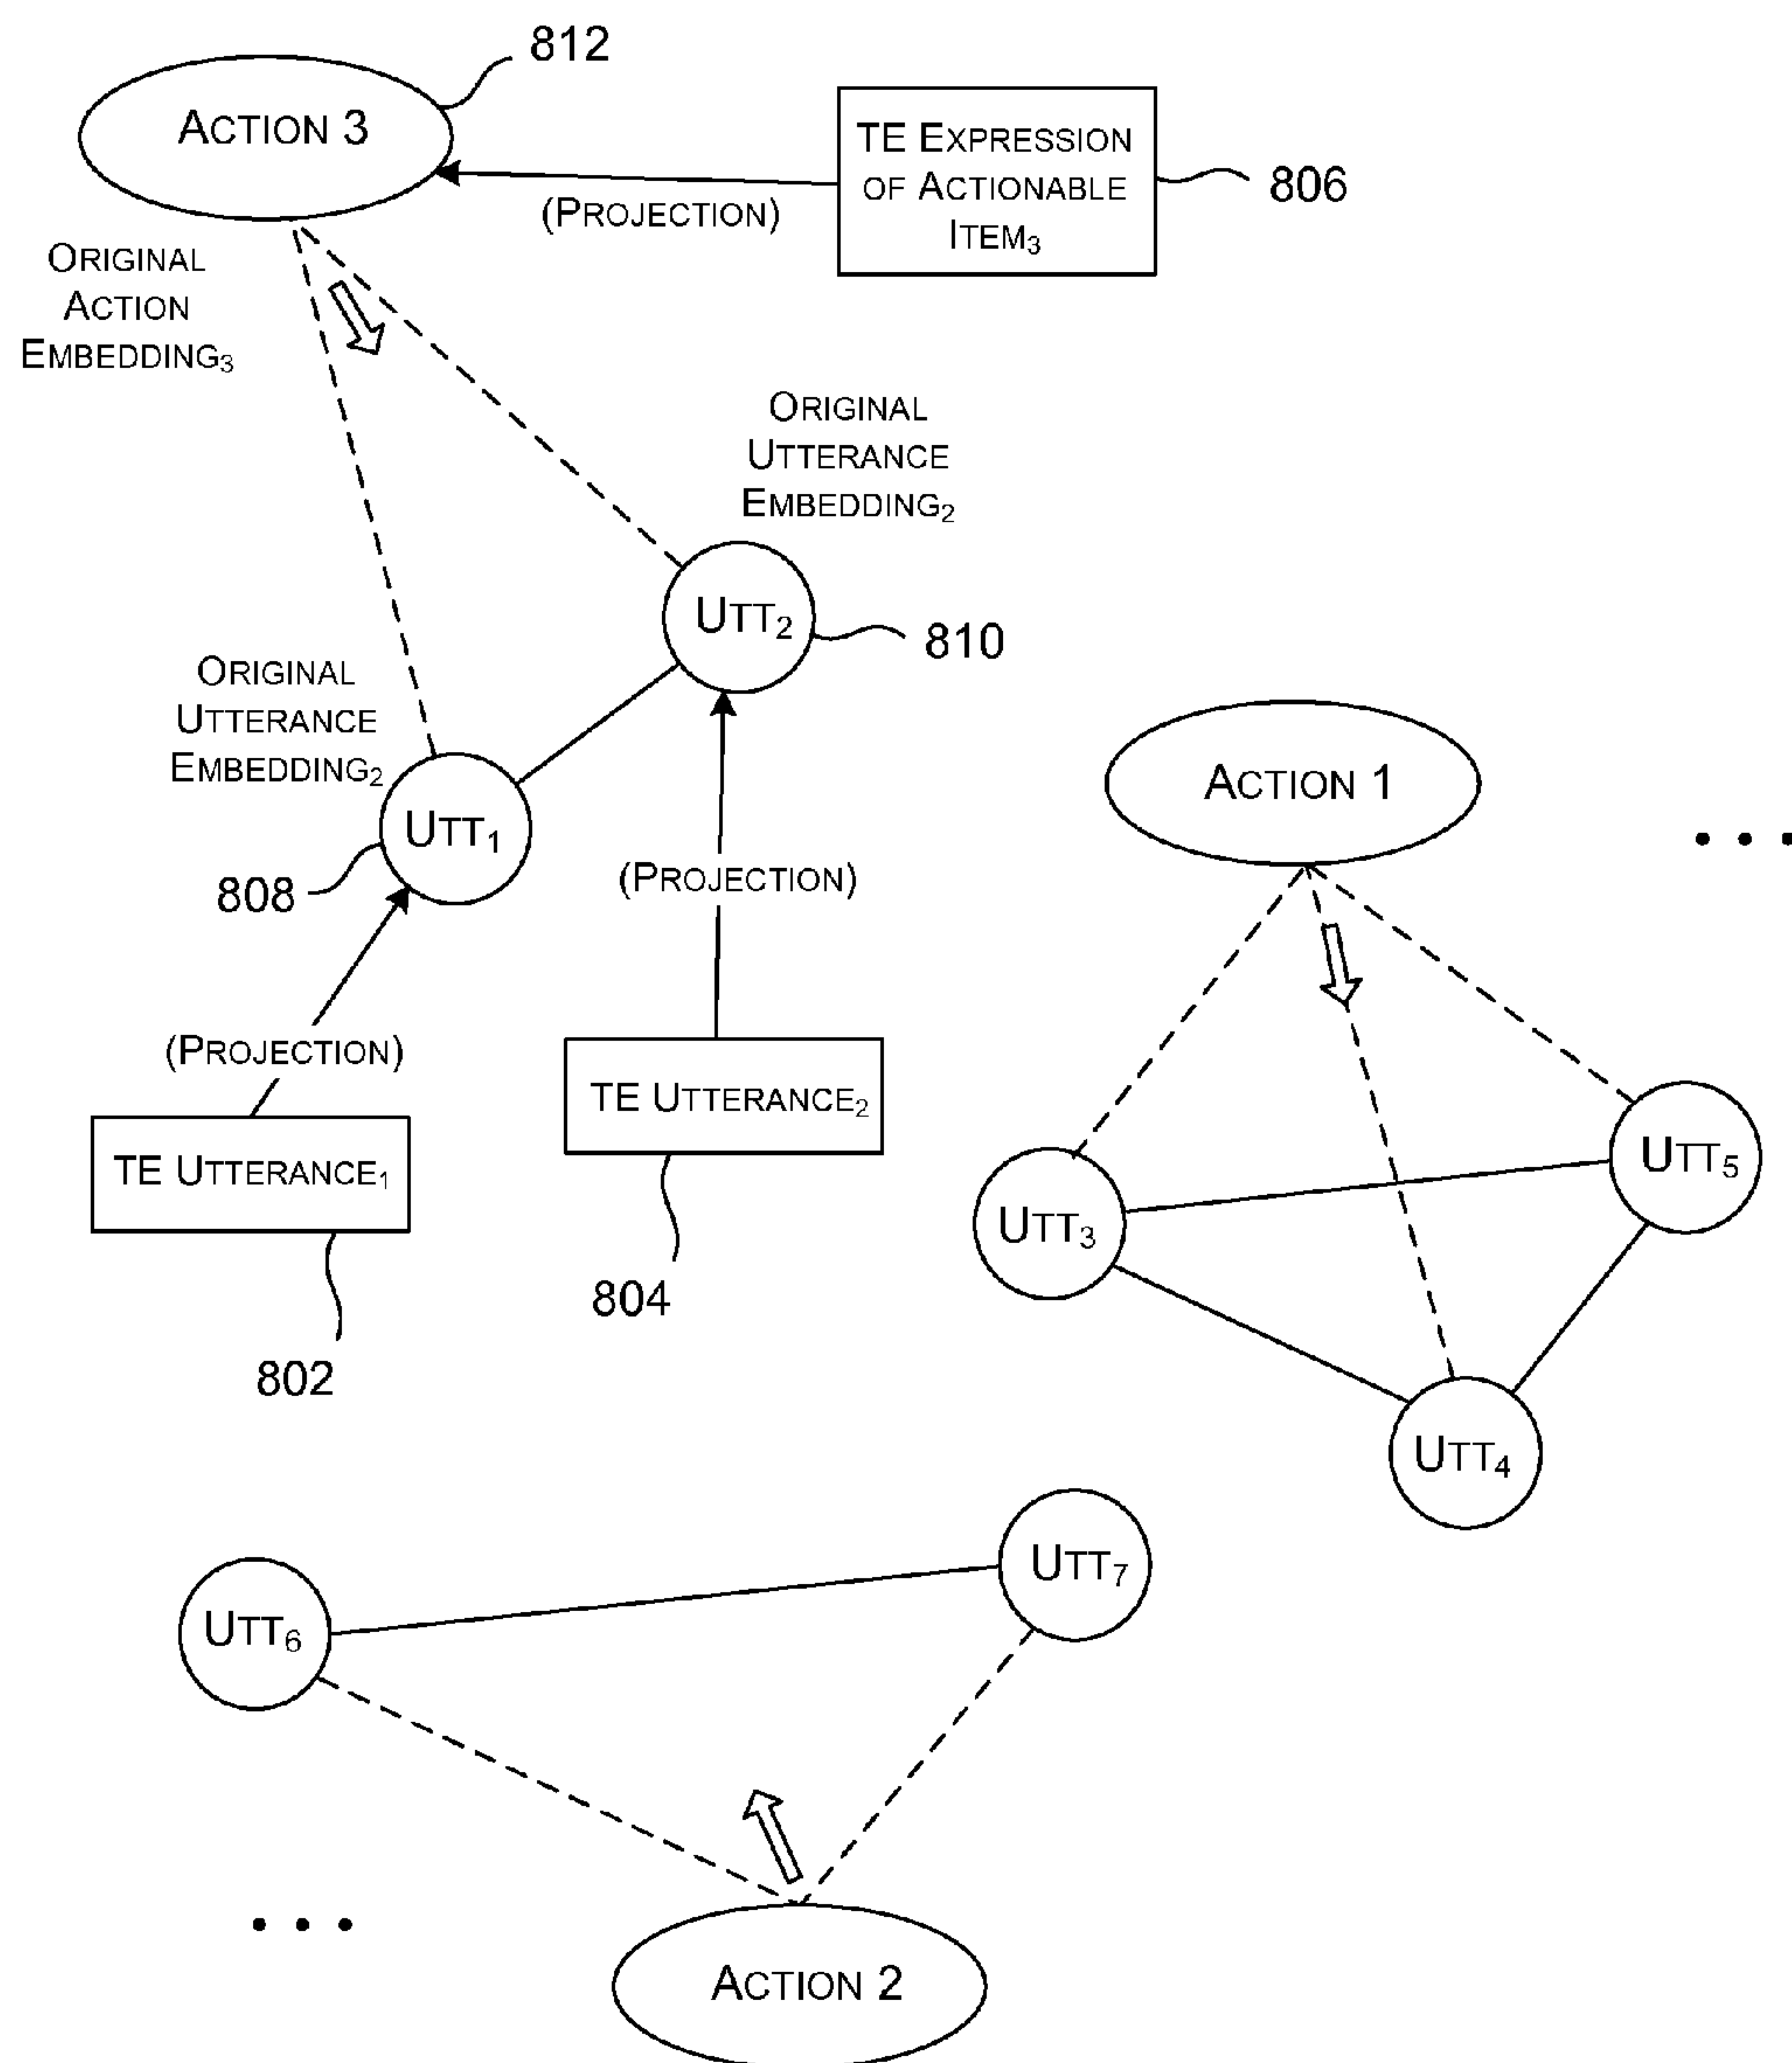 812
ACTION 3
TE EXPRESSION
OF ACTIONABLE
ITEM₃
806
(PROJECTION)
ORIGINAL
ACTION
EMBEDDING₃
ORIGINAL
UTTERANCE
EMBEDDING₂
UTT₂
810
ORIGINAL
UTTERANCE
EMBEDDING₂
UTT₁
808
ACTION 1
• • •
(PROJECTION)
(PROJECTION)
TE UTTERANCE₂
TE UTTERANCE₁
804
802
UTT₃
UTT₅
UTT₄
UTT₆
UTT₇
• • •
ACTION 2